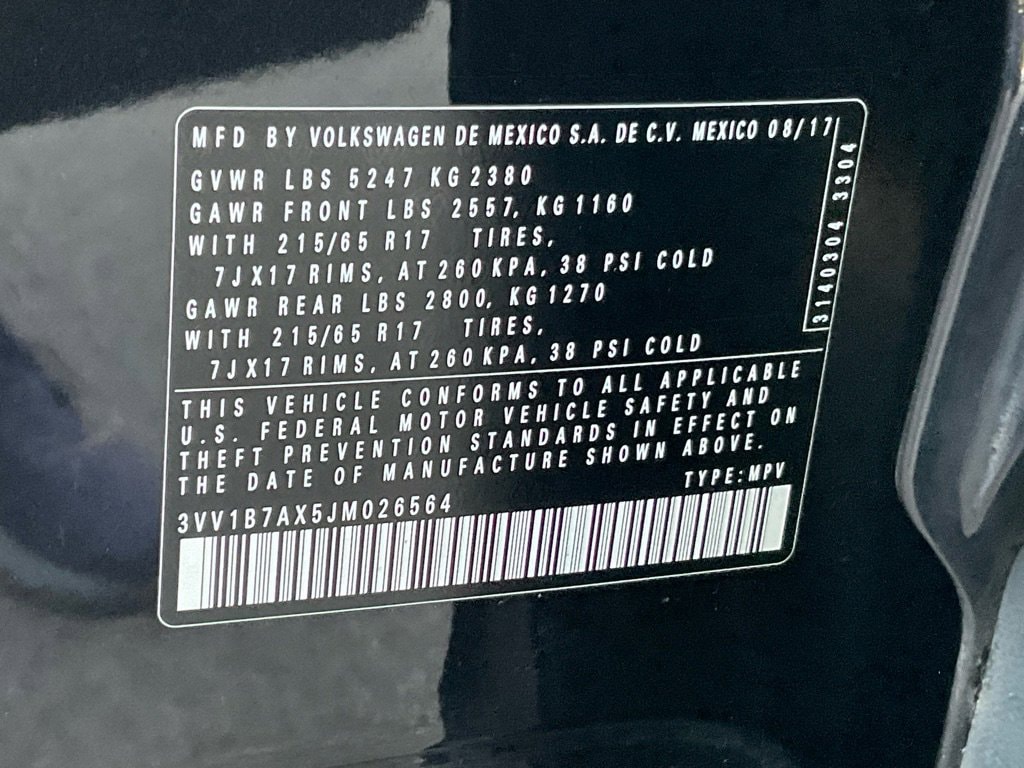 MFD BY VOLKSWAGEN DE MEXICO S.A. DE C.V. MEXICO 08/17
GVWR LBS 5247 KG 2380
GAWR FRONT LBS 2557, KG 1160
WITH 215/65 R17 TIRES,
7JX17 RIMS, AT 260 KPA, 38 PSI COLD
GAWR REAR LBS 2800, KG 1270
WITH 215/65 R17 TIRES,
7JX17 RIMS, AT 260 KPA, 38 PSI COLD
3140304 3304
THIS VEHICLE CONFORMS TO ALL APPLICABLE
U.S. FEDERAL MOTOR VEHICLE SAFETY AND
THEFT PREVENTION STANDARDS IN EFFECT ON
THE DATE OF MANUFACTURE SHOWN ABOVE.
TYPE: MPV
3VV1B7AX5JM026564